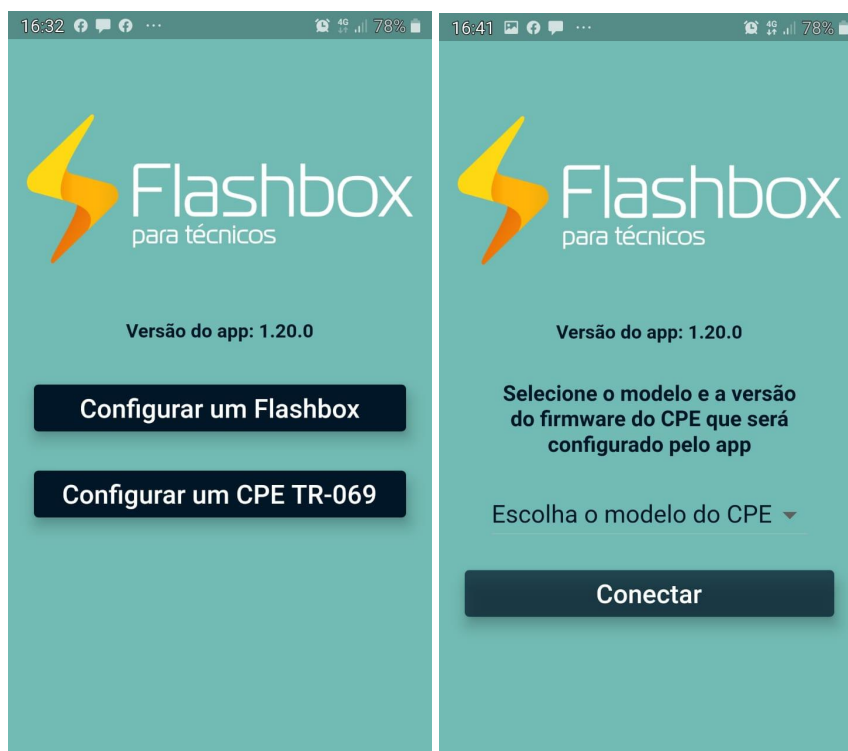 16:32
4G
78%
Flashbox
para técnicos
Versão do app: 1.20.0
Configurar um Flashbox
Configurar um CPE TR-069
16:41
4G
78%
Flashbox
para técnicos
Versão do app: 1.20.0
Selecione o modelo e a versão
do firmware do CPE que será
configurado pelo app
Escolha o modelo do CPE
Conectar